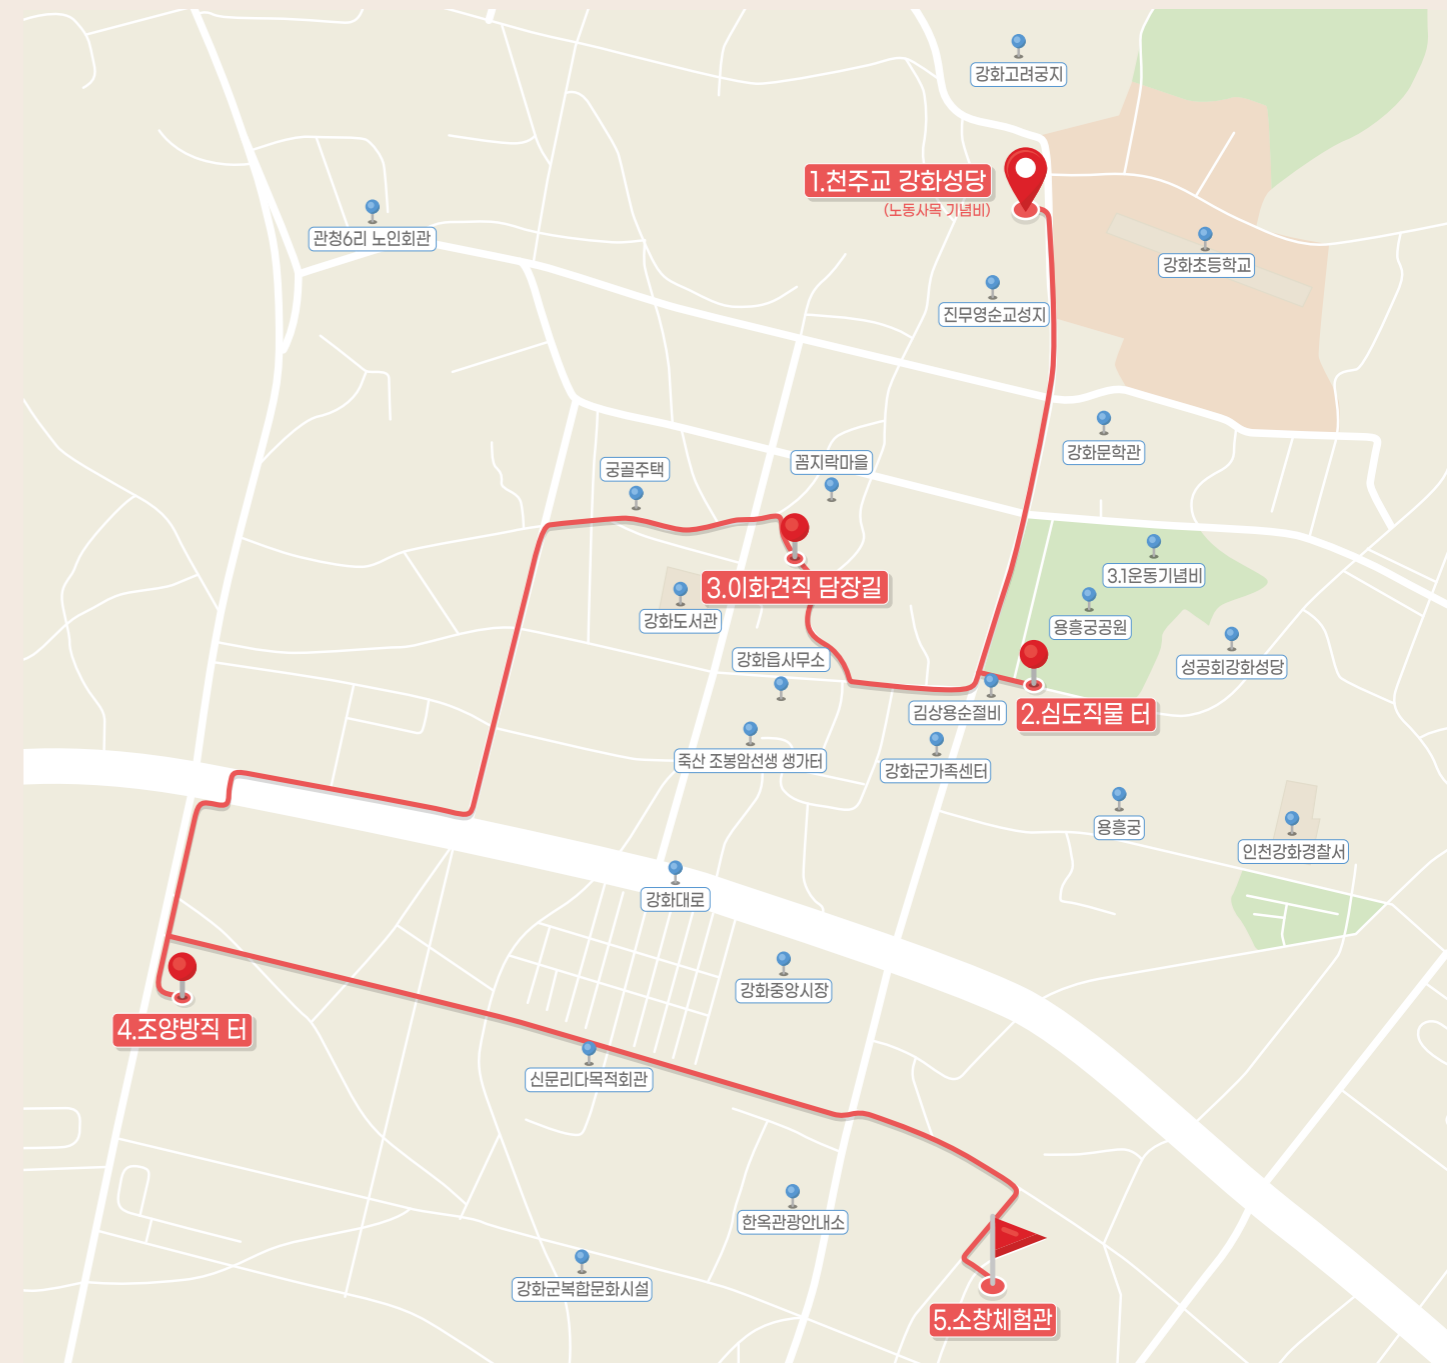 강화고려궁지
1.천주교 강화성당
(노동사목 기념비)
관청6리 노인회관
강화초등학교
진무영순교성지
강화문학관
꼼지락마을
궁골주택
3.1운동기념비
3.이화견직 담장길
강화도서관
용흥궁공원
강화읍사무소
성공회강화성당
김상용순절비
2.심도직물 터
죽산 조봉암선생 생가터
강화군가족센터
용흥궁
인천강화경찰서
강화대로
강화중앙시장
4.조양방직 터
신문리다목적회관
한옥관광안내소
강화군복합문화시설
5.소창체험관